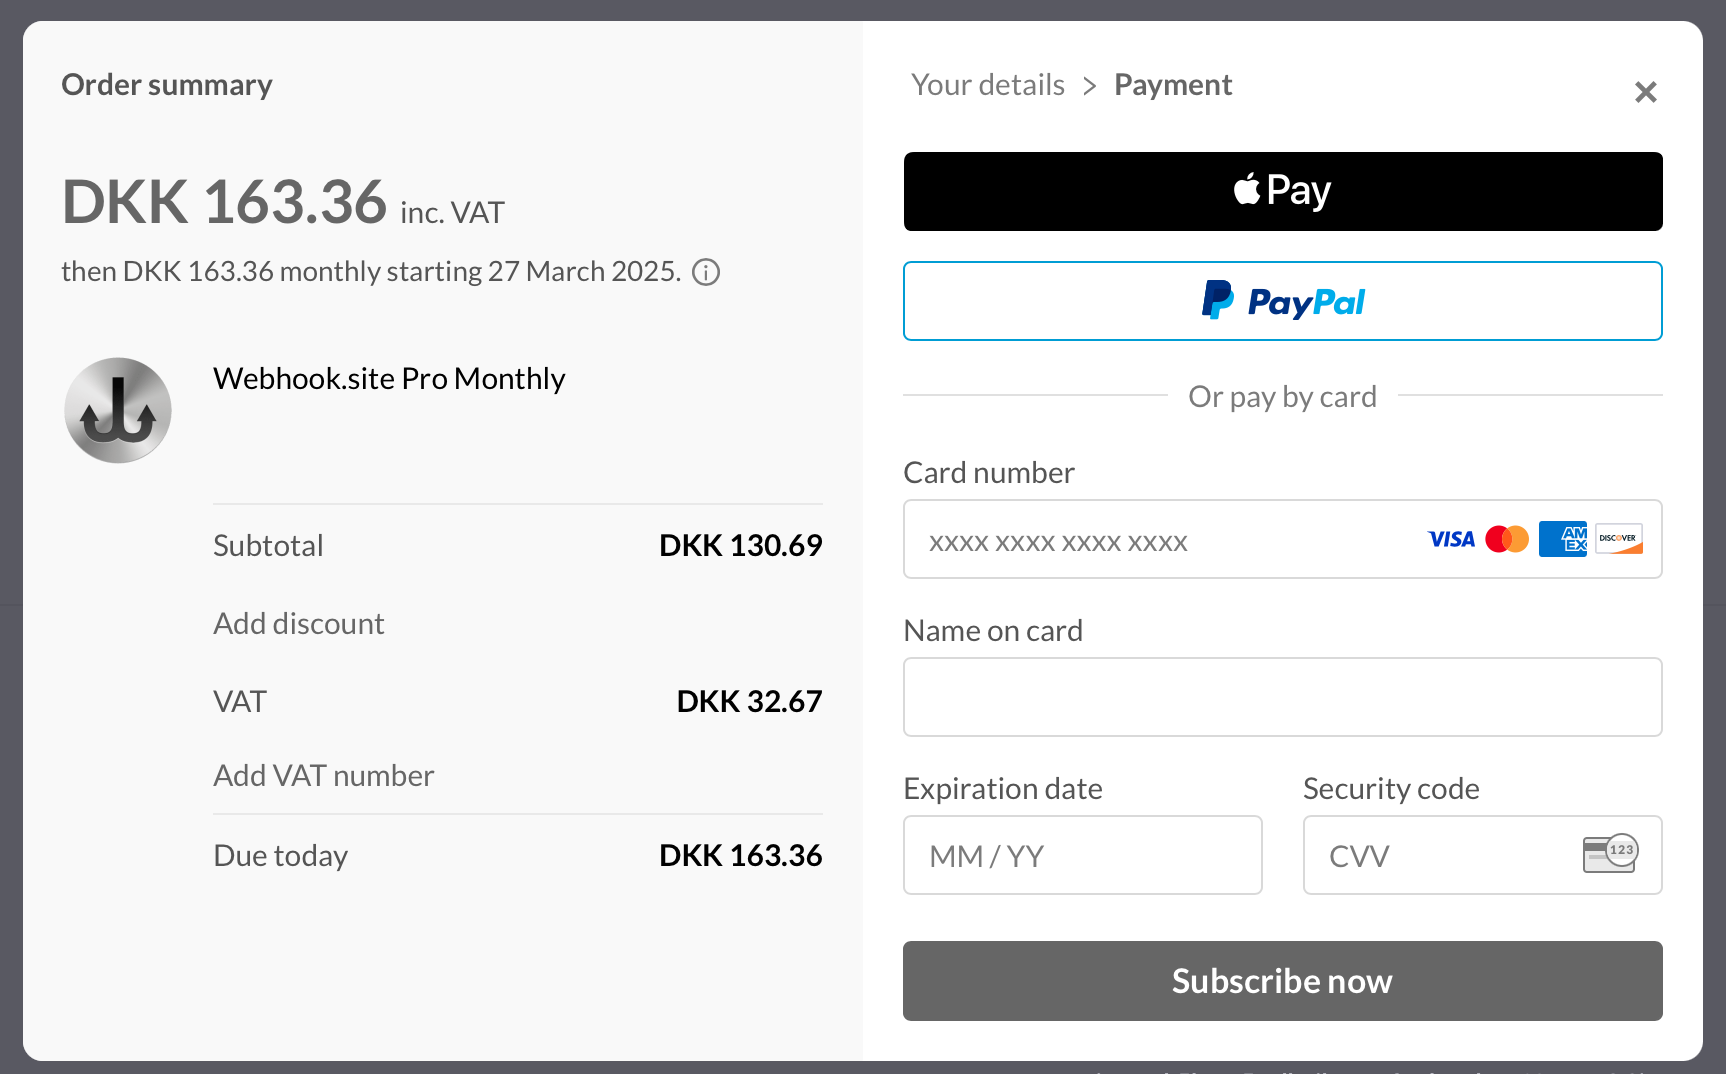 Order summary
DKK 163.36 inc. VAT
then DKK 163.36 monthly starting 27 March 2025.
Webhook.site Pro Monthly
Subtotal DKK 130.69
Add discount
VAT DKK 32.67
Add VAT number
Due today DKK 163.36
Your details > Payment
Pay
PayPal
Or pay by card
Card number
xxxx xxxx xxxx xxxx VISA AM EX DISCOVER
Name on card
Expiration date
MM / YY
Security code
CVV 123
Subscribe now